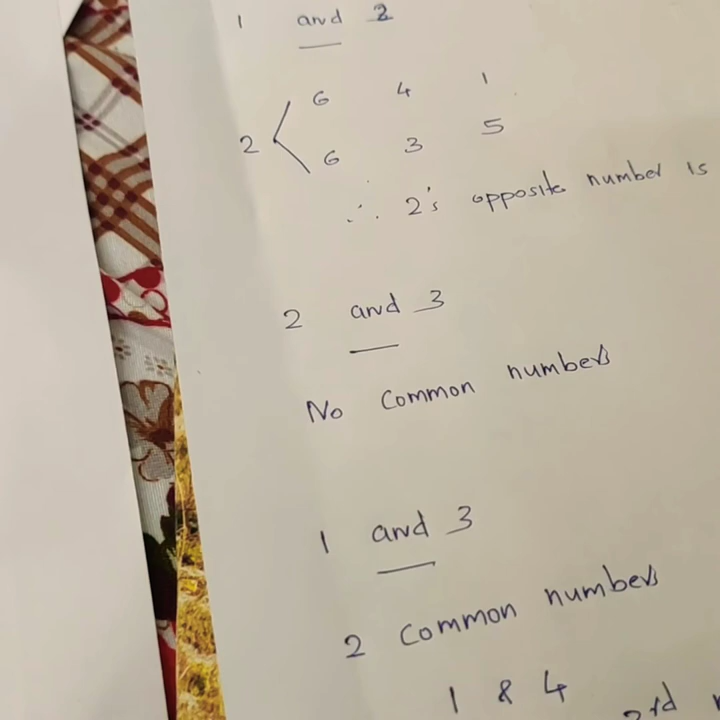 1 and 2
6 4 1
2
6 3 5
∴ 2's opposite number is
2 and 3
No Common numbers
1 and 3
2 Common numbers
1 & 4